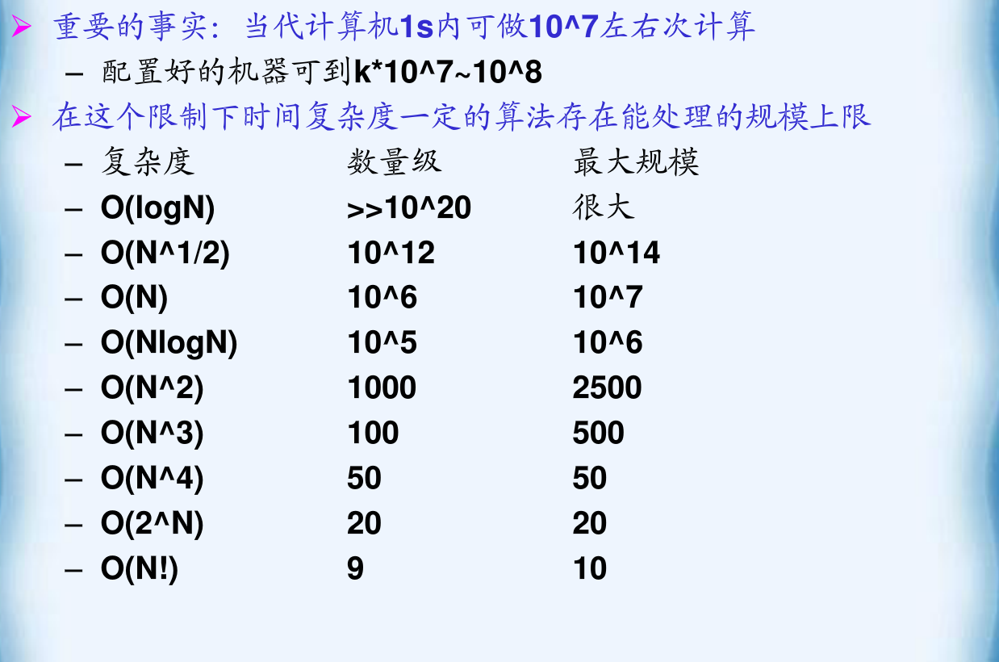 重要的事实：当代计算机1s内可做10^7左右次计算
– 配置好的机器可到k*10^7~10^8
在这个限制下时间复杂度一定的算法存在能处理的规模上限
– 复杂度 数量级 最大规模
– O(logN) >>10^20 很大
– O(N^1/2) 10^12 10^14
– O(N) 10^6 10^7
– O(NlogN) 10^5 10^6
– O(N^2) 1000 2500
– O(N^3) 100 500
– O(N^4) 50 50
– O(2^N) 20 20
– O(N!) 9 10